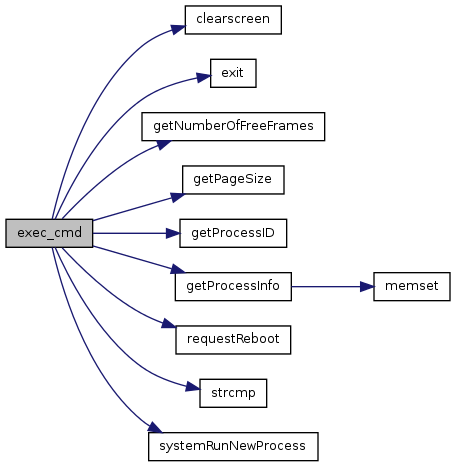 clearscreen
exit
getNumberOfFreeFrames
getPageSize
exec_cmd
getProcessID
getProcessInfo
memset
requestReboot
strcmp
systemRunNewProcess